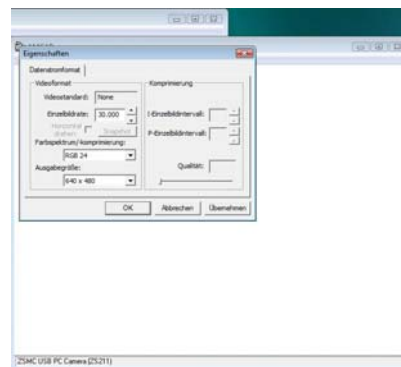 Eigenschaften
Datenstromformat
Videoformat
Videostandard: None
Einzelbildrate: 30,000
Horizontal drehen Snapshot
Farbspektrum/-komprimierung:
RGB 24
Ausgabegröße:
640 x 480
Komprimierung
I-Einzelbildintervall:
P-Einzelbildintervall:
Qualität:
OK Abbrechen Übernehmen
ZSMC USB PC Camera (ZS211)